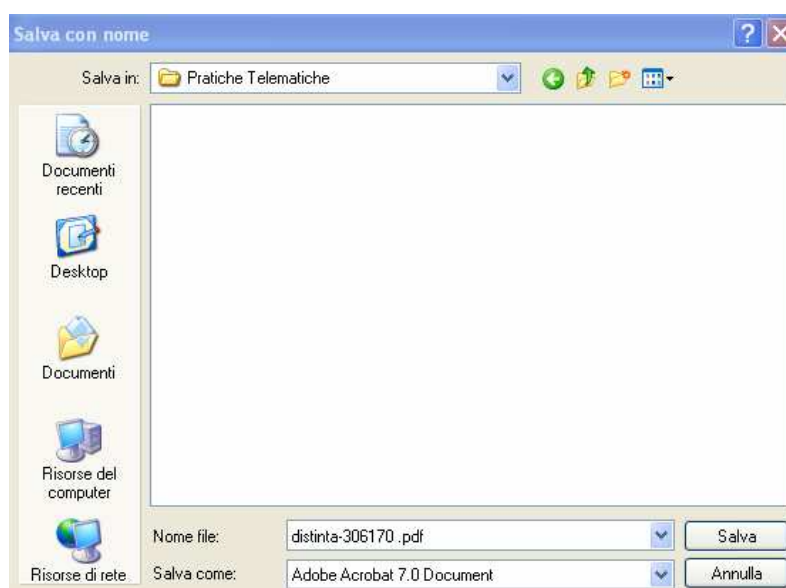 Salva con nome
Salva in:
Pratiche Telematiche
Documenti
recenti
Desktop
Documenti
Risorse del
computer
Risorse di rete
Nome file:
distinta-306170 .pdf
Salva
Salva come:
Adobe Acrobat 7.0 Document
Annulla